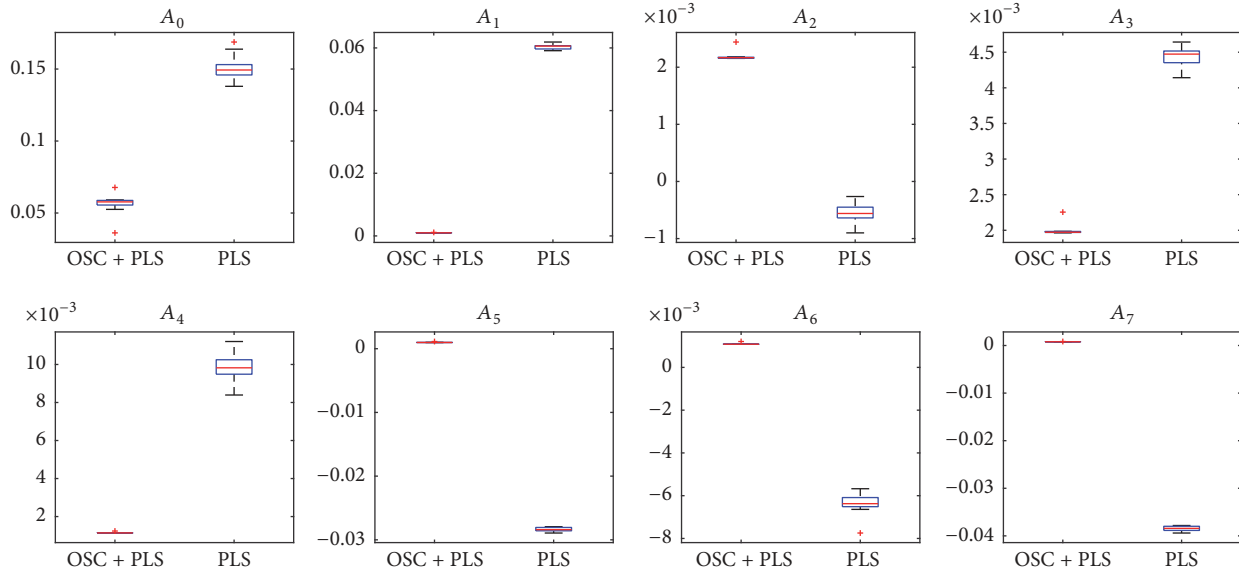 A₀
0.15
0.1
0.05
OSC + PLS PLS
A₁
0.06
0.04
0.02
0
OSC + PLS PLS
×10⁻³ A₂
2
1
0
−1
OSC + PLS PLS
×10⁻³ A₃
4.5
4
3.5
3
2.5
2
OSC + PLS PLS
×10⁻³ A₄
10
8
6
4
2
OSC + PLS PLS
A₅
0
−0.01
−0.02
−0.03
OSC + PLS PLS
×10⁻³ A₆
0
−2
−4
−6
−8
OSC + PLS PLS
A₇
0
−0.01
−0.02
−0.03
−0.04
OSC + PLS PLS